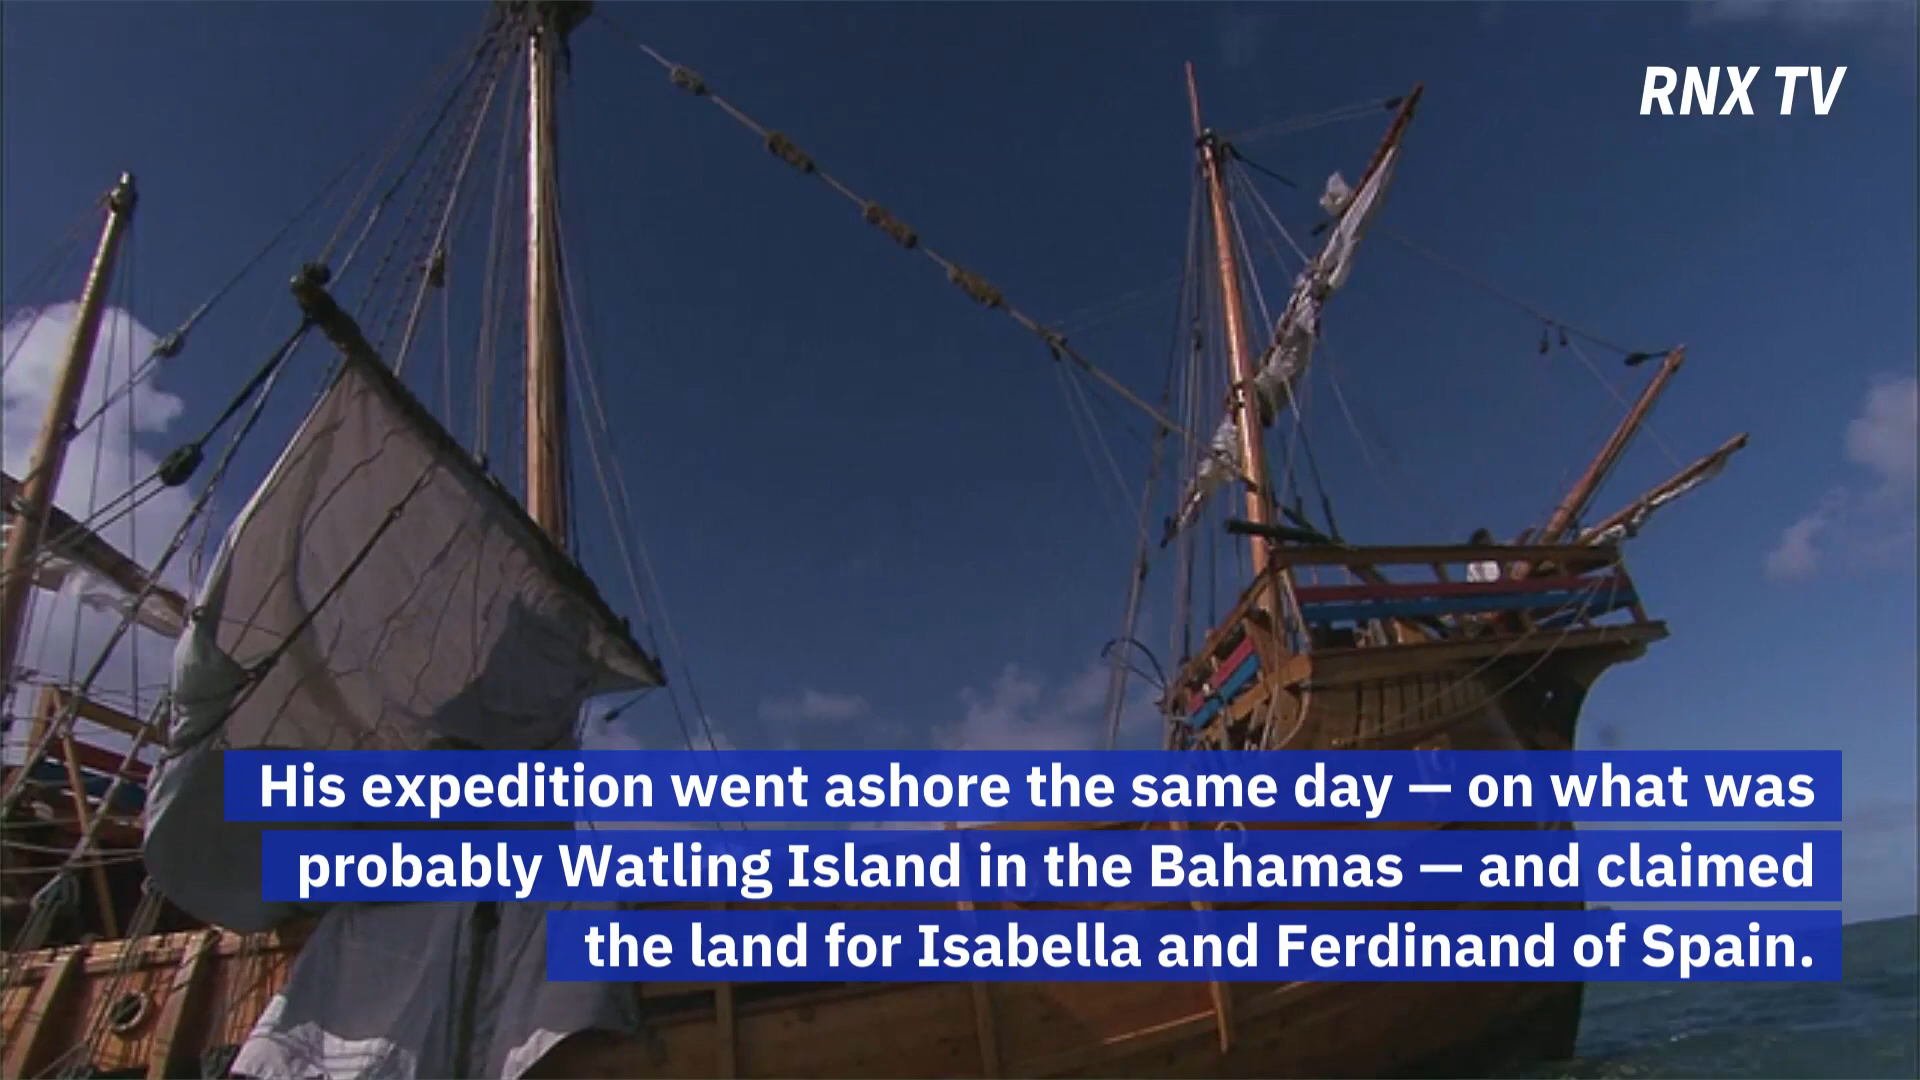 RNX TV
His expedition went ashore the same day — on what was
probably Watling Island in the Bahamas — and claimed
the land for Isabella and Ferdinand of Spain.